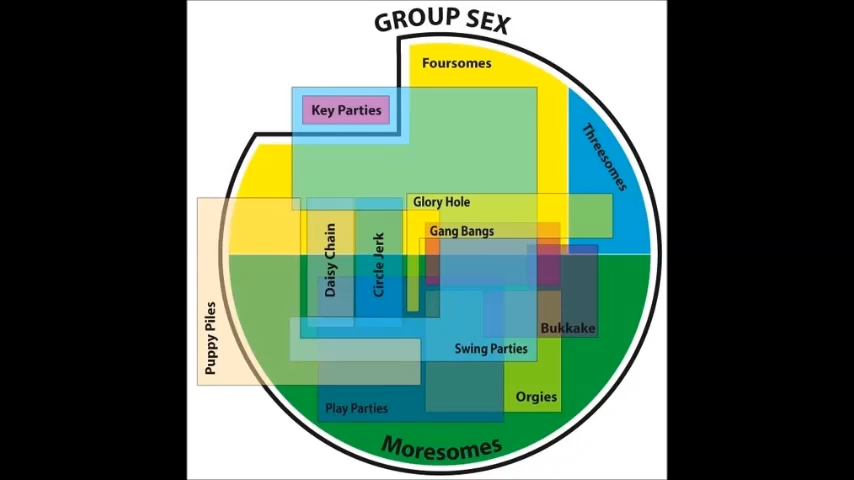 GROUP SEX
Foursomes
Key Parties
Threesomes
Glory Hole
Gang Bangs
Daisy Chain
Circle Jerk
Puppy Piles
Bukkake
Swing Parties
Orgies
Play Parties
Moresomes